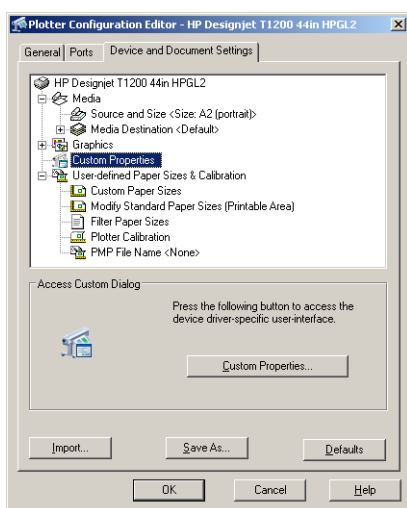 Plotter Configuration Editor - HP Designjet T1200 44in HPGL2
General Ports Device and Document Settings
HP Designjet T1200 44in HPGL2
Media
Source and Size <Size: A2 (portrait)>
Media Destination <Default>
Graphics
Custom Properties
User-defined Paper Sizes & Calibration
Custom Paper Sizes
Modify Standard Paper Sizes (Printable Area)
Filter Paper Sizes
Plotter Calibration
PMP File Name <None>
Access Custom Dialog
Press the following button to access the
device driver-specific user-interface.
Custom Properties...
Import... Save As... Defaults
OK Cancel Help